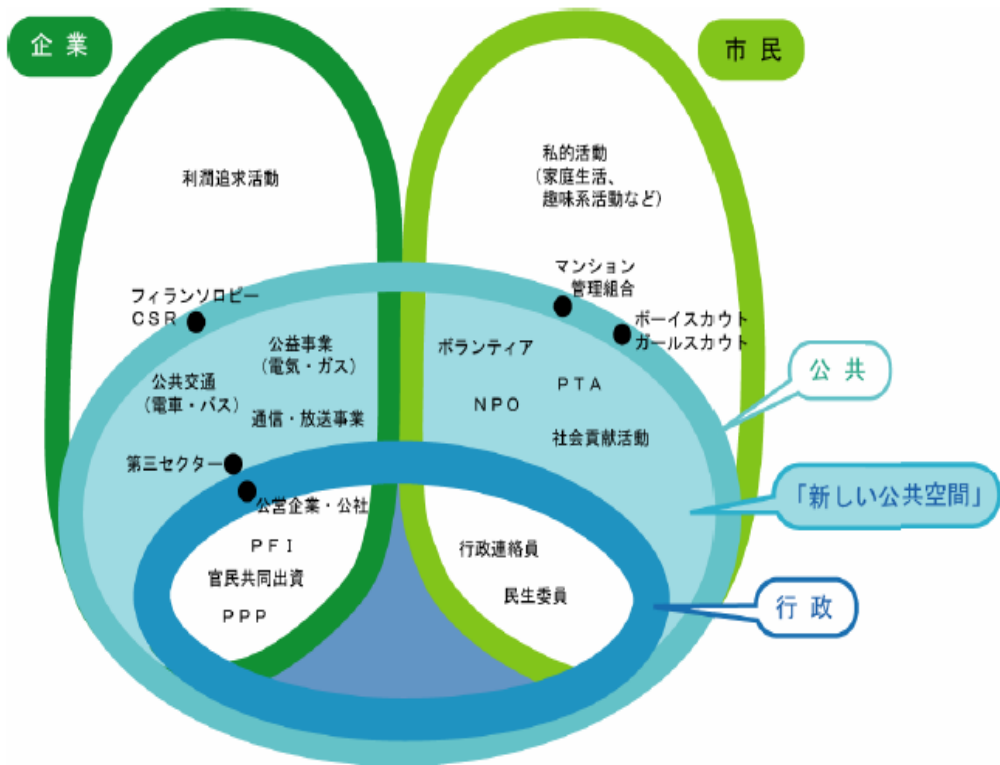 企業
市民
利潤追求活動
私的活動
（家庭生活、
趣味系活動など）
フィランソロピー
ＣＳＲ
マンション
管理組合
ボーイスカウト
ガールスカウト
公益事業
（電気・ガス）
公共交通
（電車・バス）
通信・放送事業
ボランティア
ＰＴＡ
ＮＰＯ
社会貢献活動
公共
第三セクター
公営企業・公社
「新しい公共空間」
ＰＦＩ
官民共同出資
ＰＰＰ
行政連絡員
民生委員
行政